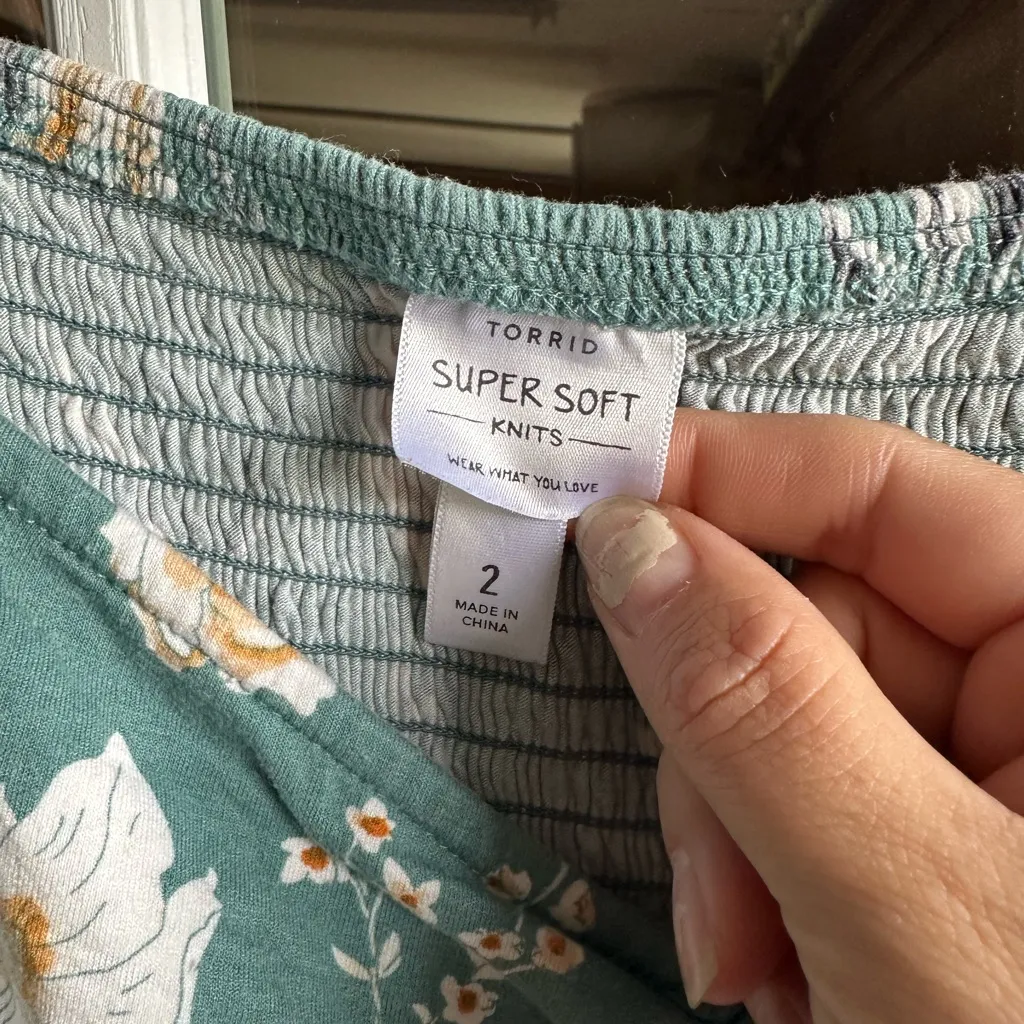 TORRID
SUPER SOFT
KNITS
WEAR WHAT YOU LOVE
2
MADE IN
CHINA